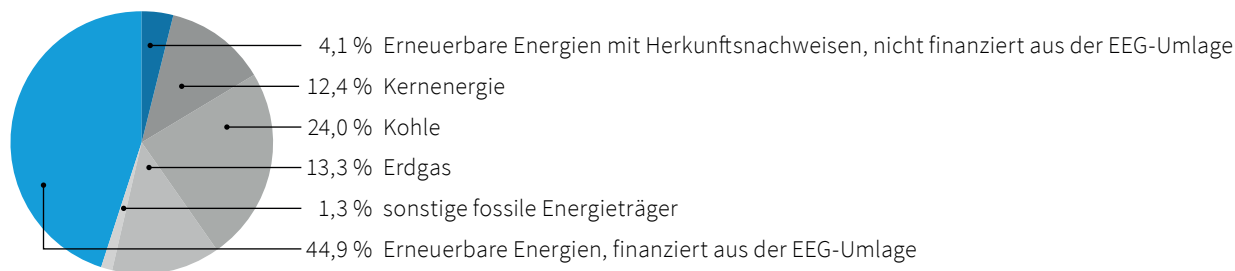 4,1 % Erneuerbare Energien mit Herkunftsnachweisen, nicht finanziert aus der EEG-Umlage
12,4 % Kernenergie
24,0 % Kohle
13,3 % Erdgas
1,3 % sonstige fossile Energieträger
44,9 % Erneuerbare Energien, finanziert aus der EEG-Umlage